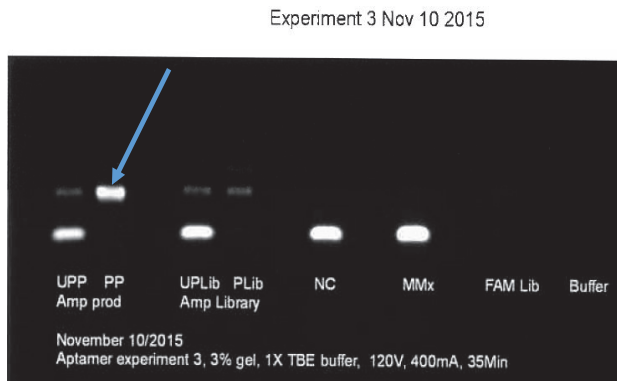 Experiment 3 Nov 10 2015
UPP PP UPLib PLib NC MMx FAM Lib Buffer
Amp prod Amp Library
November 10/2015
Aptamer experiment 3, 3% gel, 1X TBE buffer, 120V, 400mA, 35Min